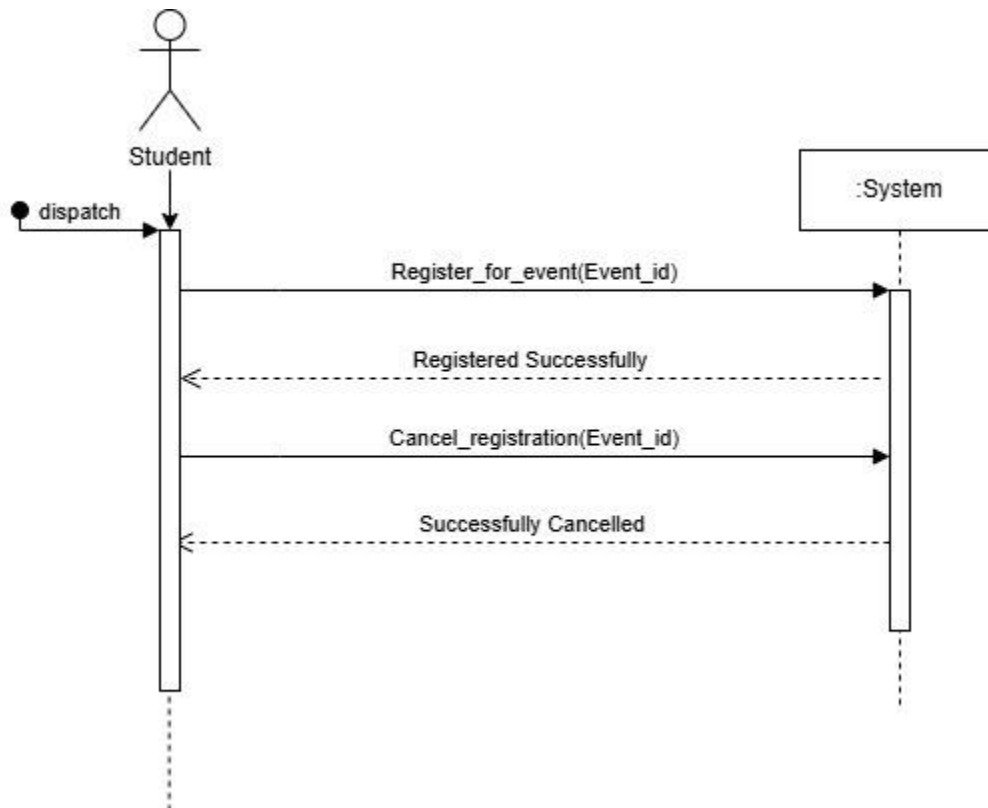 Student
:System
dispatch
Register_for_event(Event_id)
Registered Successfully
Cancel_registration(Event_id)
Successfully Cancelled